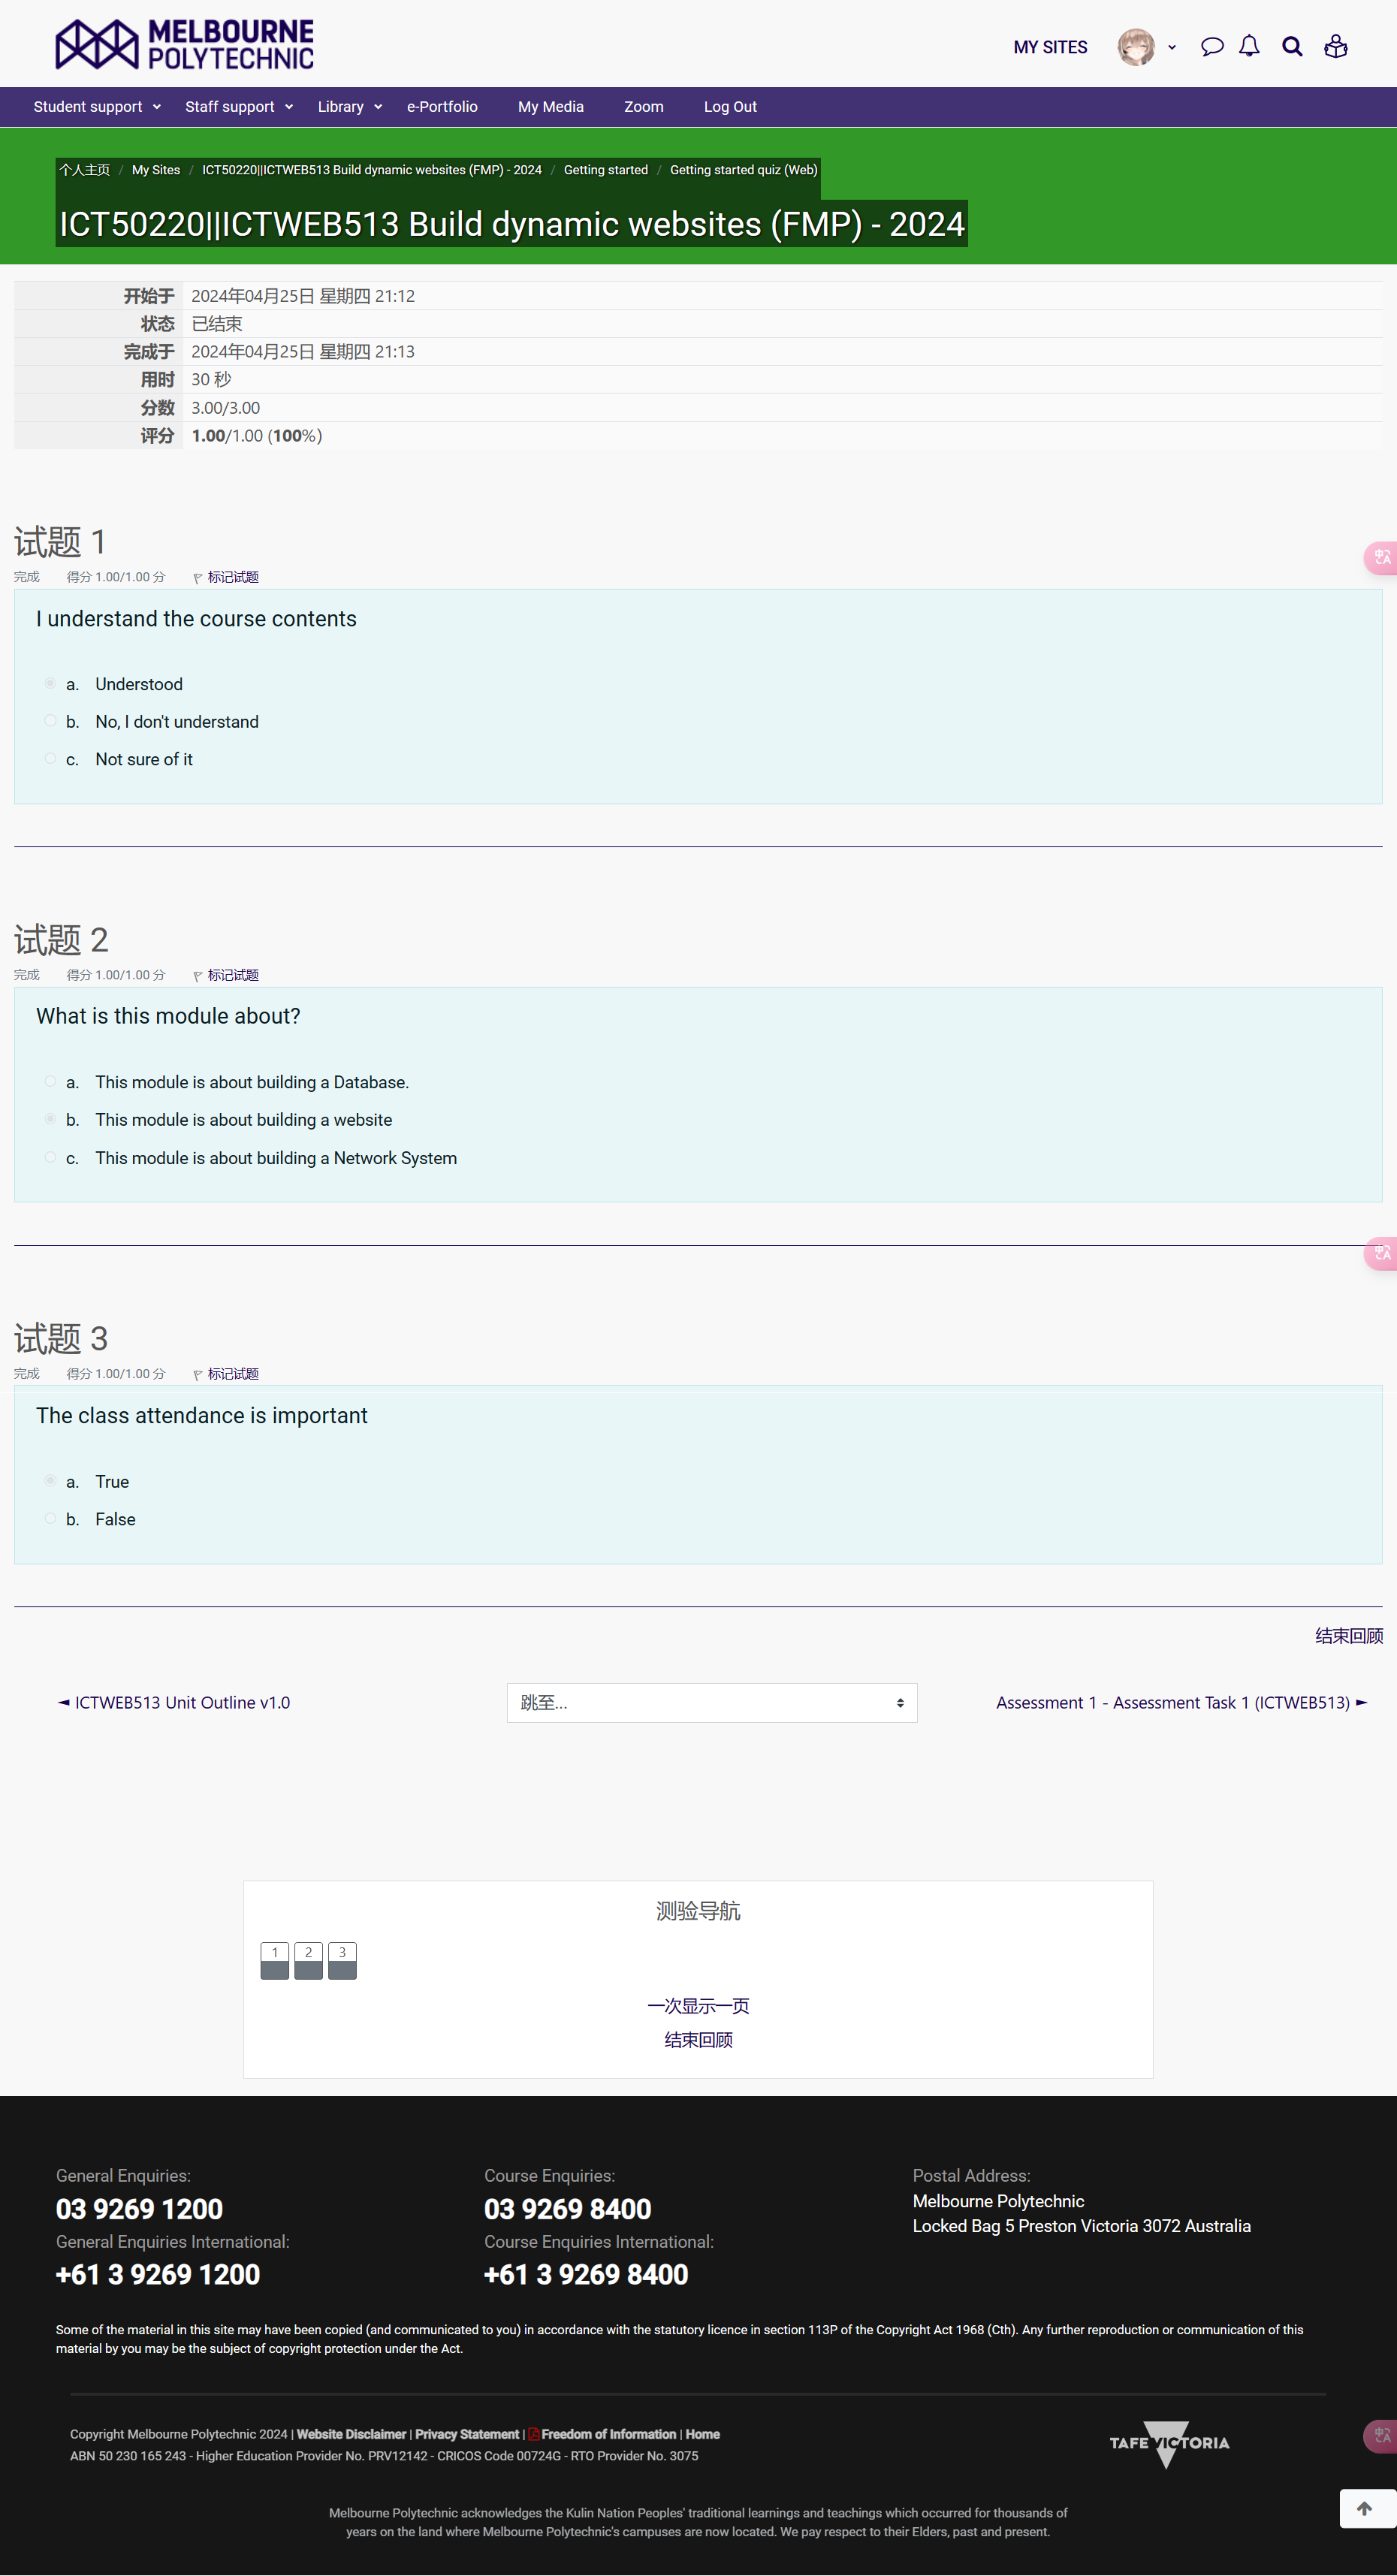 MELBOURNE
POLYTECHNIC
MY SITES
Student support Staff support Library e-Portfolio My Media Zoom Log Out
个人主页 / My Sites / ICT50220||ICTWEB513 Build dynamic websites (FMP) - 2024 / Getting started / Getting started quiz (Web)
ICT50220||ICTWEB513 Build dynamic websites (FMP) - 2024
开始于 2024年04月25日 星期四 21:12
状态 已结束
完成于 2024年04月25日 星期四 21:13
用时 30 秒
分数 3.00/3.00
评分 1.00/1.00 (100%)
试题 1
完成 得分 1.00/1.00 分 标记试题
I understand the course contents
a. Understood
b. No, I don't understand
c. Not sure of it
试题 2
完成 得分 1.00/1.00 分 标记试题
What is this module about?
a. This module is about building a Database.
b. This module is about building a website
c. This module is about building a Network System
试题 3
完成 得分 1.00/1.00 分 标记试题
The class attendance is important
a. True
b. False
结束回顾
◄ ICTWEB513 Unit Outline v1.0
跳至...
Assessment 1 - Assessment Task 1 (ICTWEB513) ►
测验导航
1 2 3
一次显示一页
结束回顾
General Enquiries:
03 9269 1200
General Enquiries International:
+61 3 9269 1200
Course Enquiries:
03 9269 8400
Course Enquiries International:
+61 3 9269 8400
Postal Address:
Melbourne Polytechnic
Locked Bag 5 Preston Victoria 3072 Australia
Some of the material in this site may have been copied (and communicated to you) in accordance with the statutory licence in section 113P of the Copyright Act 1968 (Cth). Any further reproduction or communication of this
material by you may be the subject of copyright protection under the Act.
Copyright Melbourne Polytechnic 2024 | Website Disclaimer | Privacy Statement | Freedom of Information | Home
ABN 50 230 165 243 - Higher Education Provider No. PRV12142 - CRICOS Code 00724G - RTO Provider No. 3075
TAFE VICTORIA
Melbourne Polytechnic acknowledges the Kulin Nation Peoples' traditional learnings and teachings which occurred for thousands of
years on the land where Melbourne Polytechnic's campuses are now located. We pay respect to their Elders, past and present.